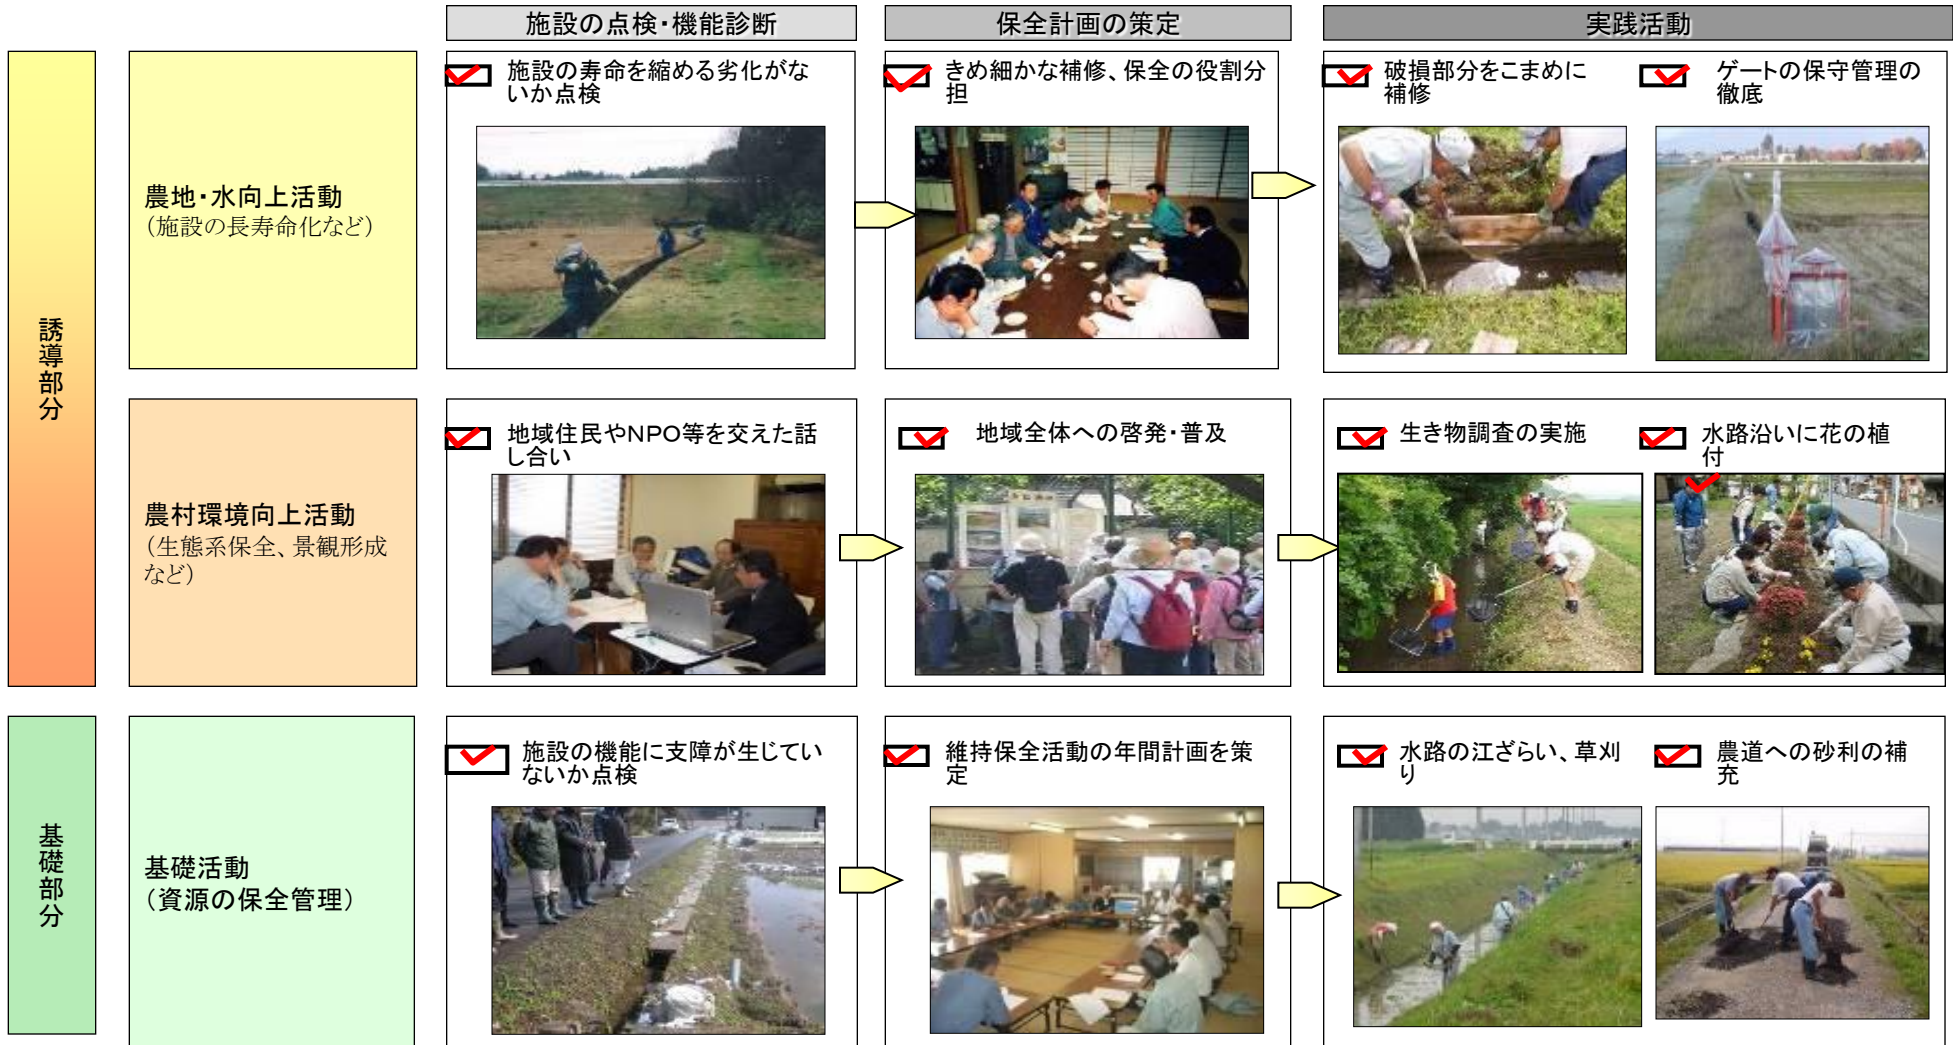 施設の点検・機能診断
保全計画の策定
実践活動
誘導部分
農地・水向上活動
（施設の長寿命化など）
施設の寿命を縮める劣化がな
いか点検
きめ細かな補修、保全の役割分
担
破損部分をこまめに
補修
ゲートの保守管理の
徹底
農村環境向上活動
（生態系保全、景観形成
など）
地域住民やNPO等を交えた話
し合い
地域全体への啓発・普及
生き物調査の実施
水路沿いに花の植
付
基礎部分
基礎活動
（資源の保全管理）
施設の機能に支障が生じてい
ないか点検
維持保全活動の年間計画を策
定
水路の江ざらい、草刈
り
農道への砂利の補
充